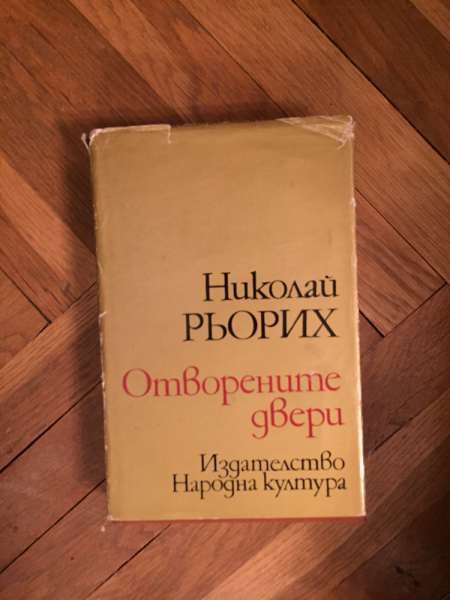 Николай
РЬОРИХ
Отворените
двери
Издателство
Народна култура